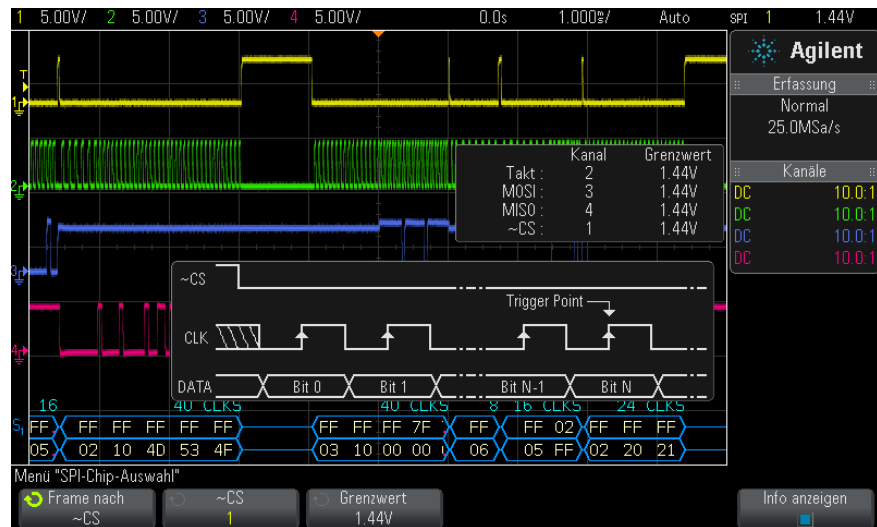 1 5.00V/ 2 5.00V/ 3 5.00V/ 4 5.00V/ 0.0s 1.000ms/ Auto SPI 1 1.44V
Agilent
Erfassung
Normal
25.0MSa/s
Kanäle
DC 10.0:1
DC 10.0:1
DC 10.0:1
DC 10.0:1
T
1
2
3
4
Kanal Grenzwert
Takt : 2 1.44V
MOSI : 3 1.44V
MISO : 4 1.44V
~CS : 1 1.44V
~CS
Trigger Point
CLK
DATA Bit 0 Bit 1 Bit N-1 Bit N
16 40 CLKS 40 CLKS 8 16 CLKS 24 CLKS
S1 FF FF FF FF FF FF FF FF FF 7F FF FF 02 FF FF FF
05 02 10 4D 53 4F 03 10 00 00 06 05 FF 02 20 21
Menü "SPI-Chip-Auswahl"
Frame nach ~CS Grenzwert Info anzeigen
~CS 1 1.44V